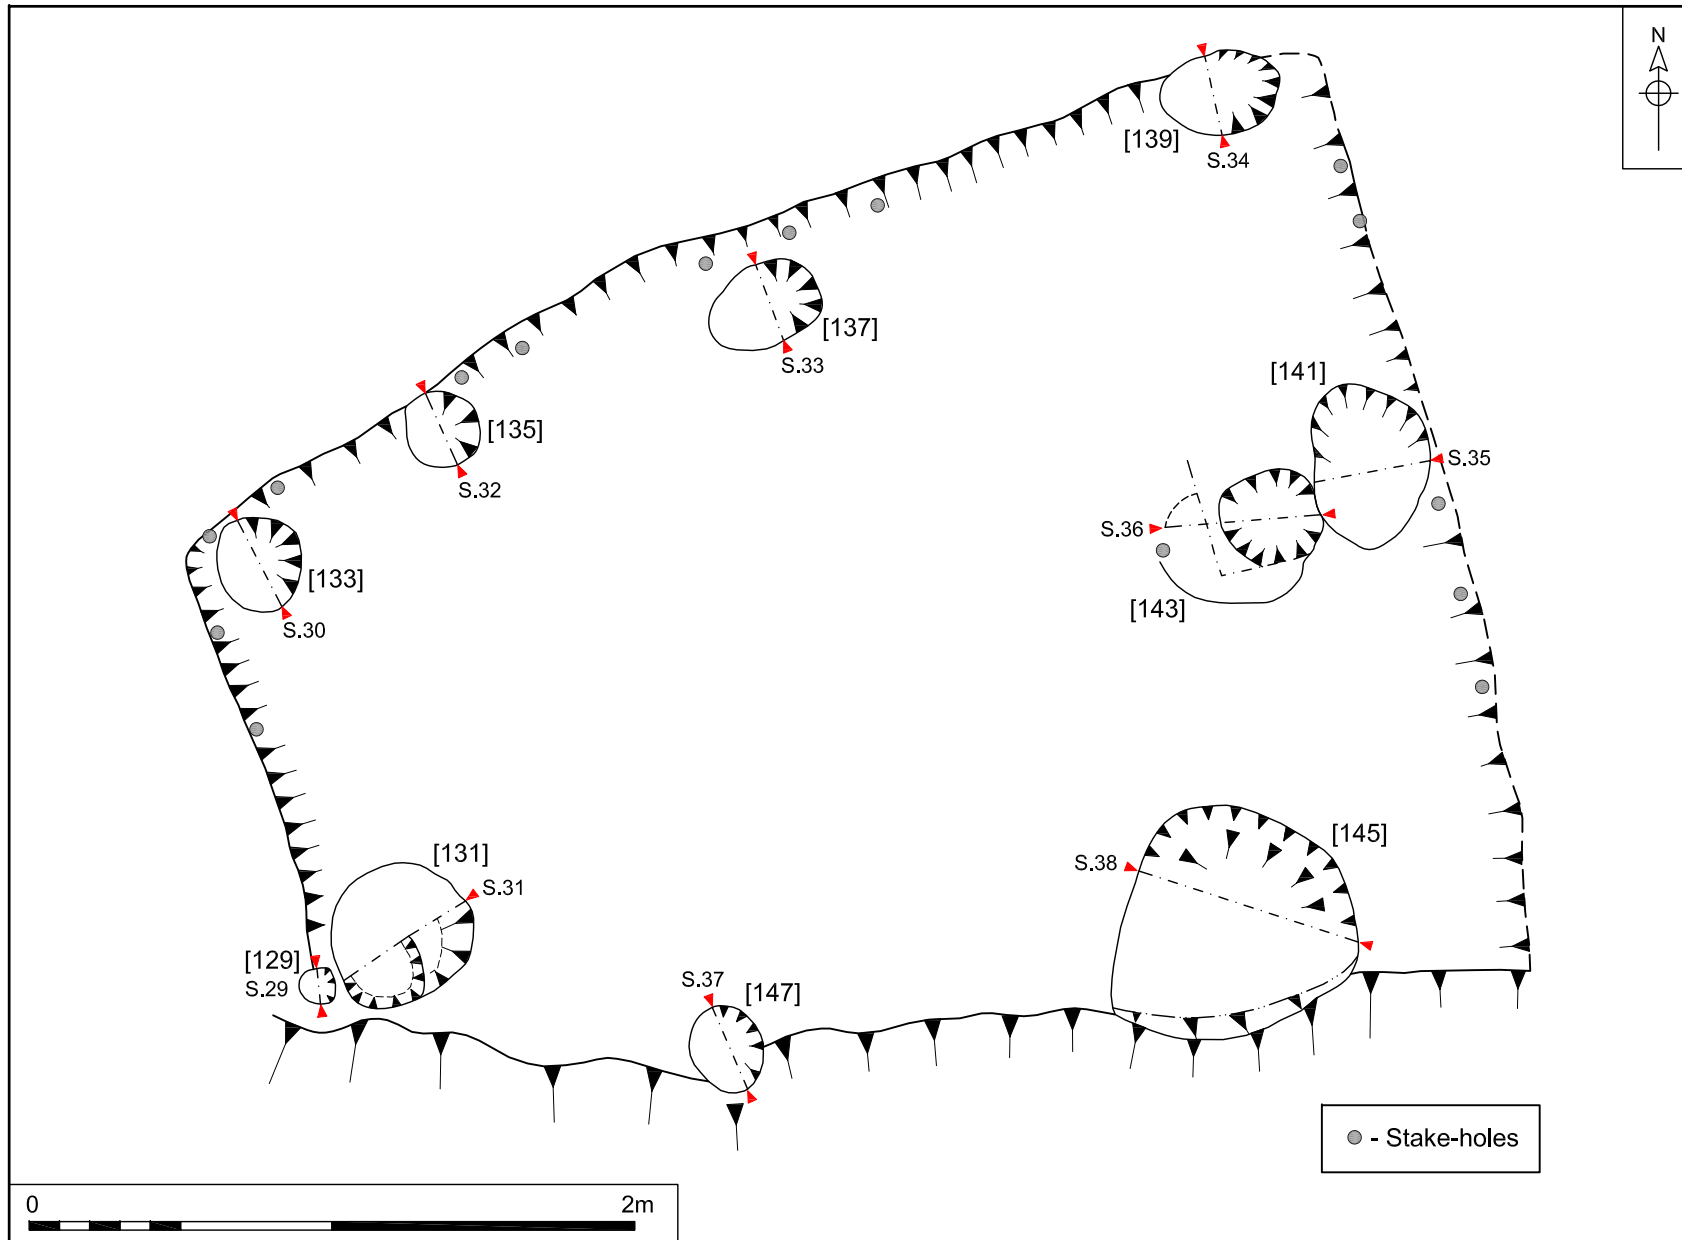 N
[139]
S.34
[137]
S.33
[141]
[135]
S.35
S.32
S.36
[133]
[143]
S.30
[145]
[131]
S.38
S.31
[129]
S.29
S.37
[147]
- Stake-holes
0 2m